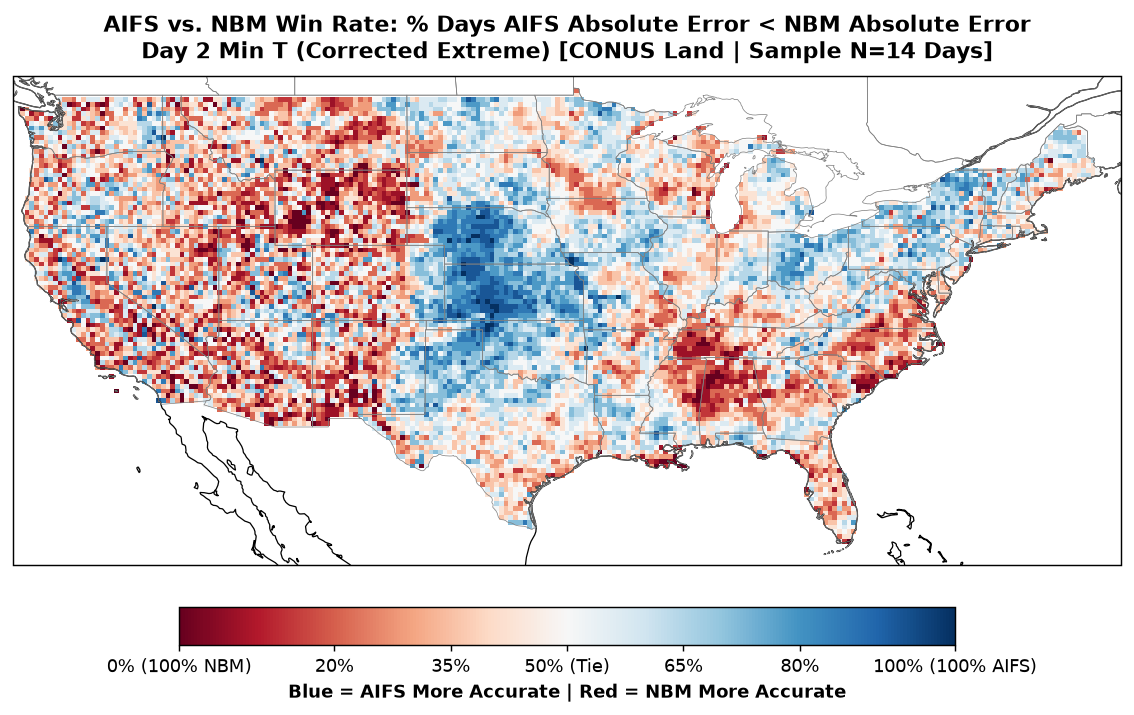 AIFS vs. NBM Win Rate: % Days AIFS Absolute Error < NBM Absolute Error
Day 2 Min T (Corrected Extreme) [CONUS Land | Sample N=14 Days]
0% (100% NBM) 20% 35% 50% (Tie) 65% 80% 100% (100% AIFS)
Blue = AIFS More Accurate | Red = NBM More Accurate